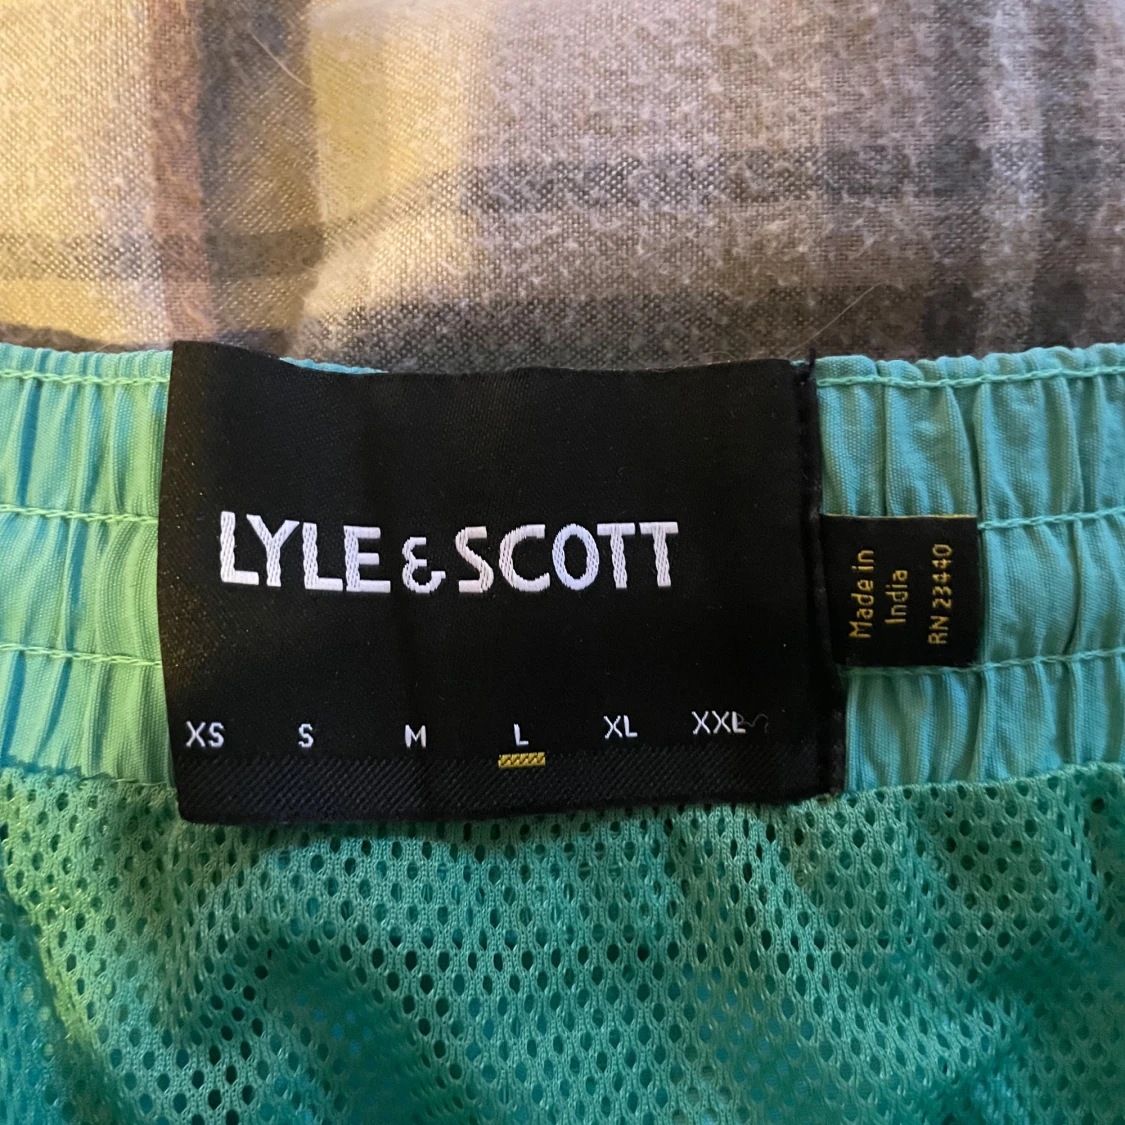 LYLE & SCOTT
XS S M L XL XXL
Made in
India
RN 23440